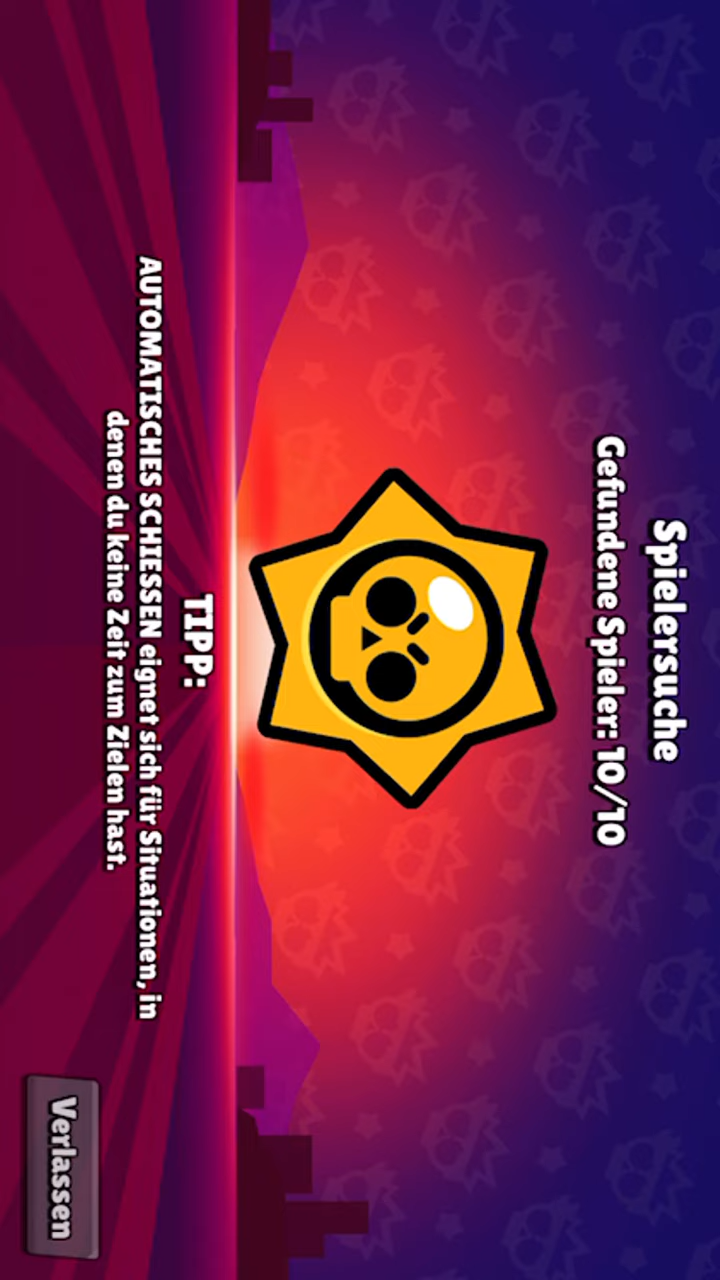 Spielersuche
Gefundene Spieler: 10/10
TIPP:
AUTOMATISCHES SCHIESSEN eignet sich für Situationen, in
denen du keine Zeit zum Zielen hast.
Verlassen